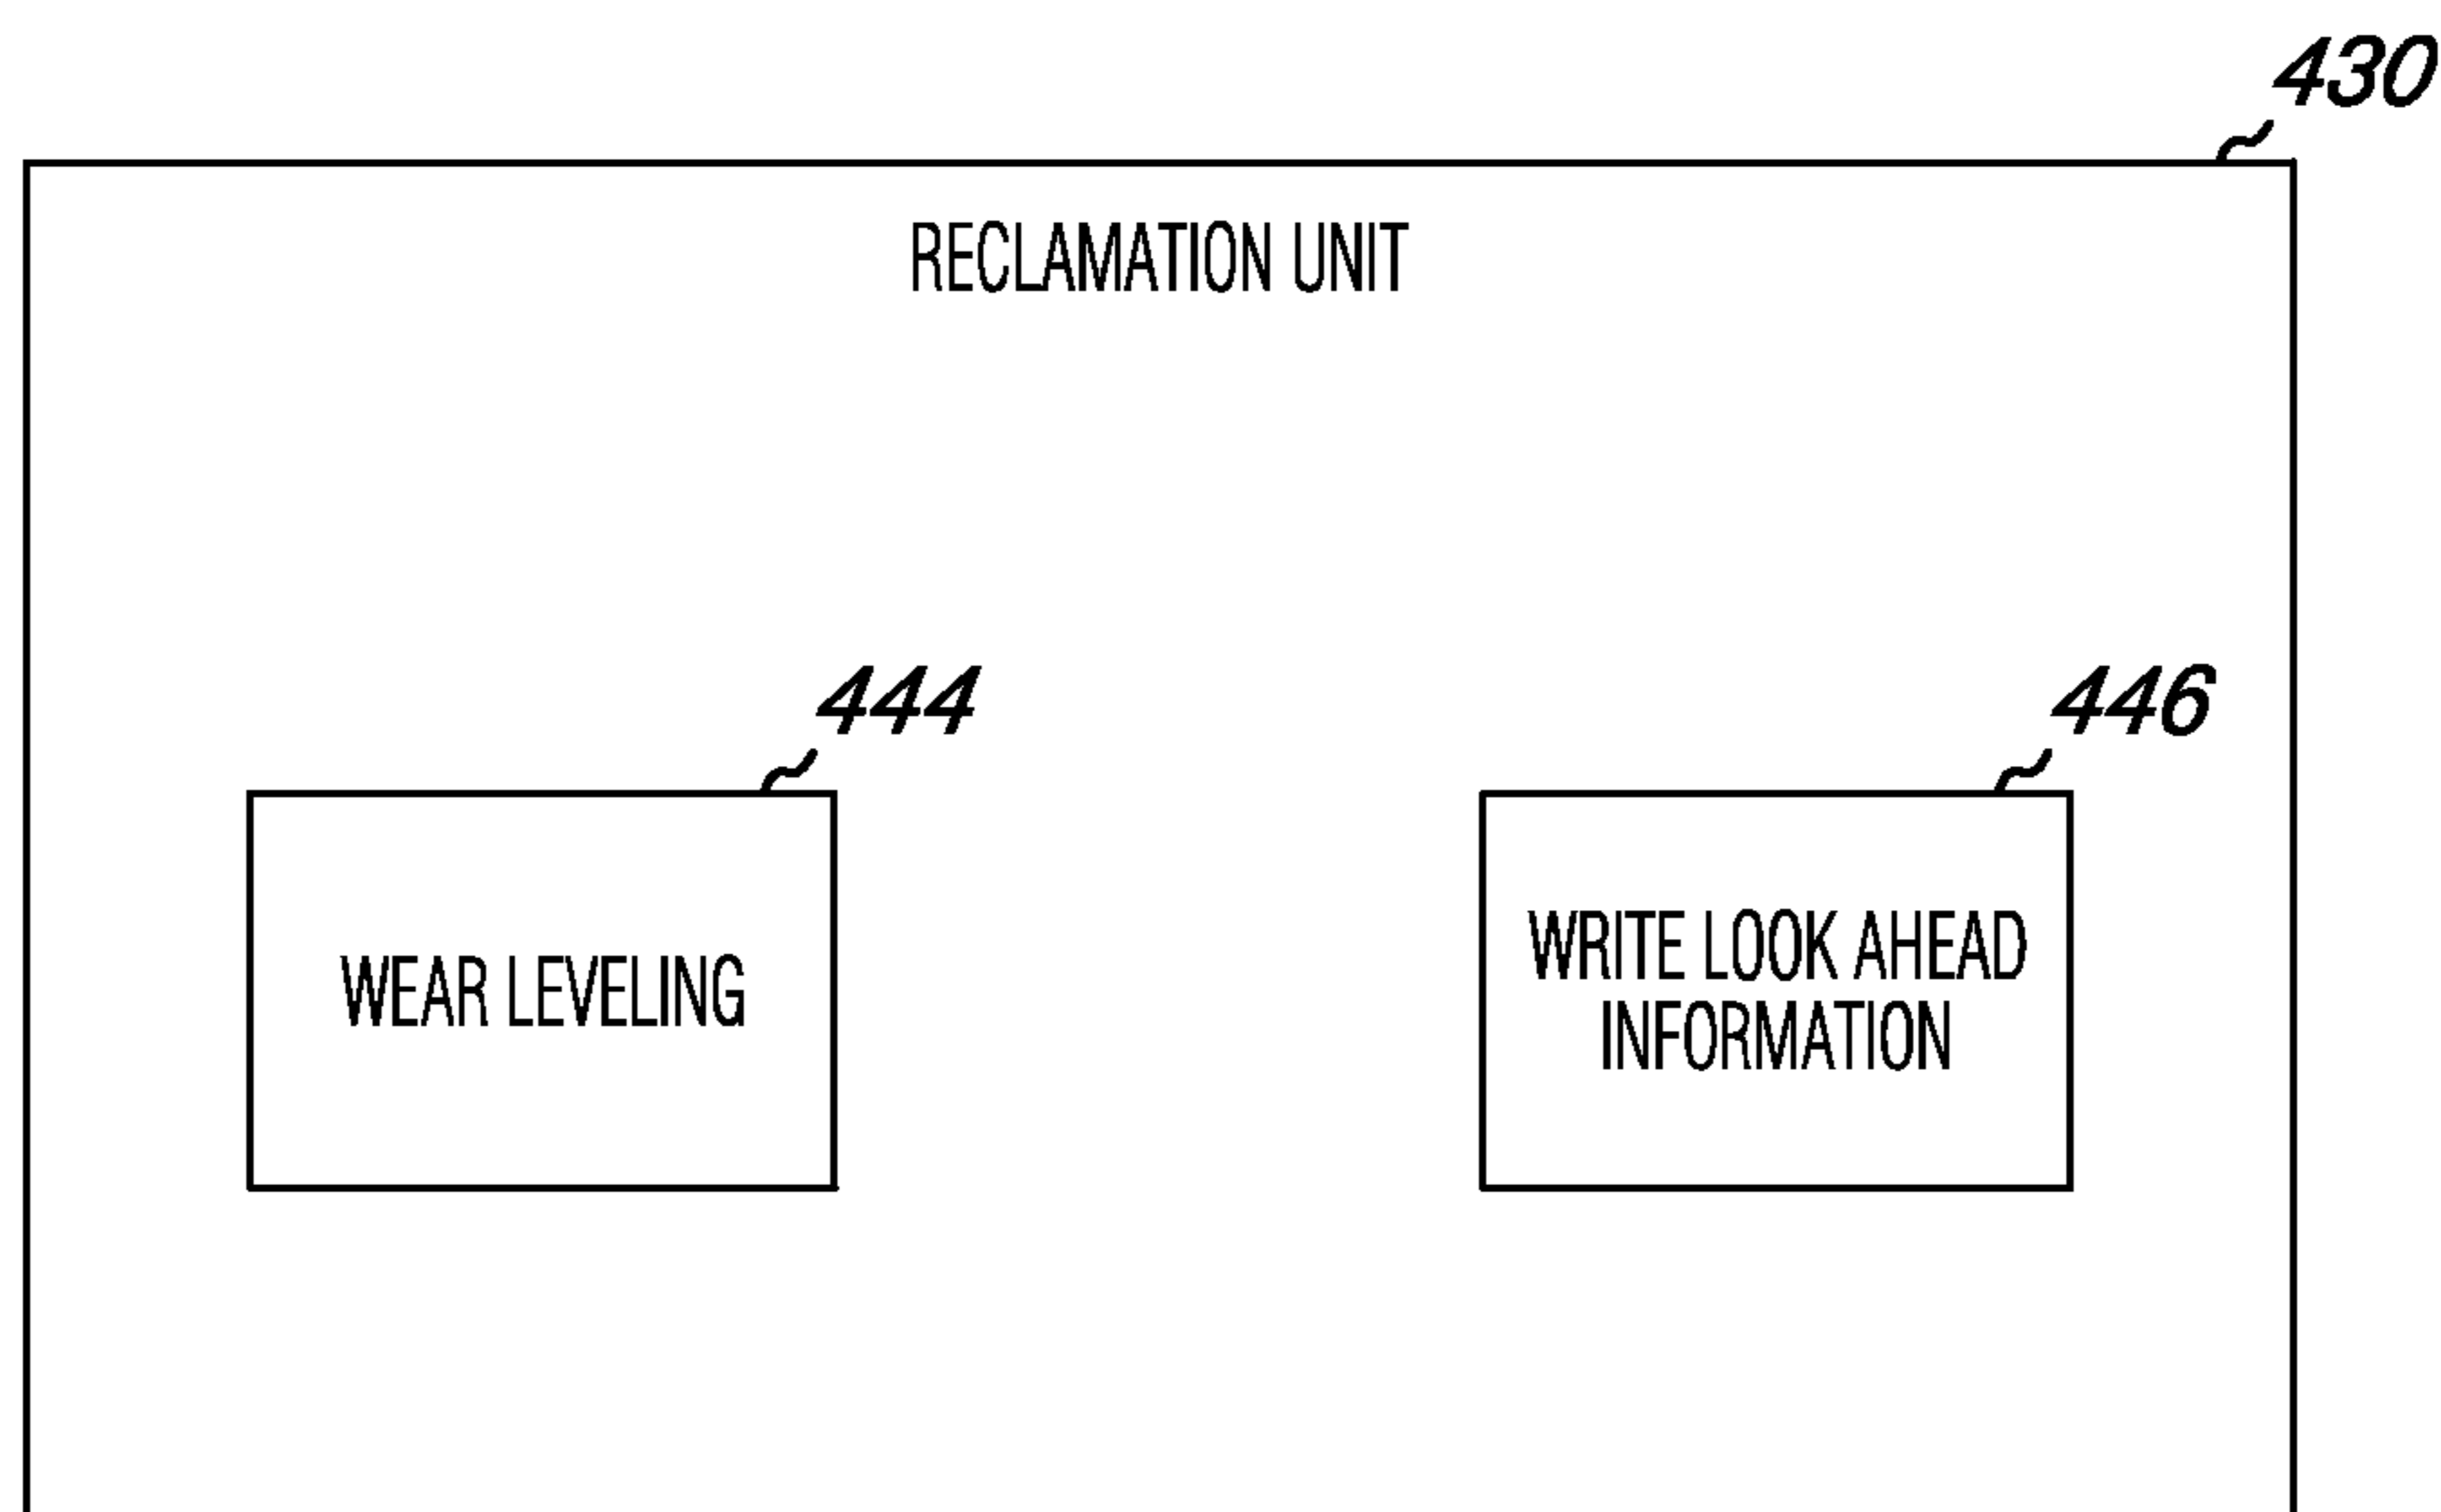 430
RECLAMATION UNIT
444
446
WEAR LEVELING
WRITE LOOK AHEAD
INFORMATION